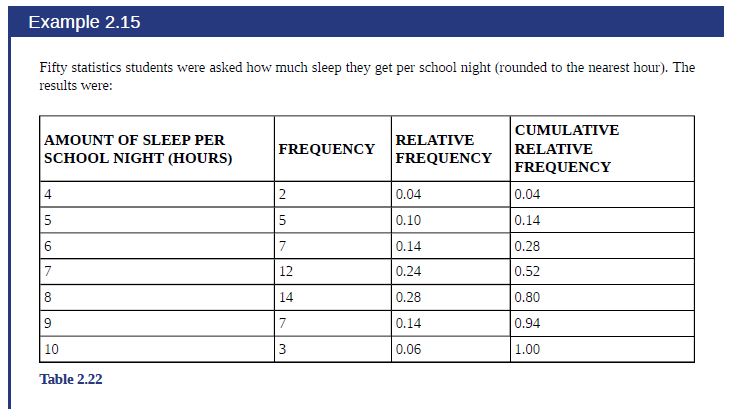 Example 2.15
Fifty statistics students were asked how much sleep they get per school night (rounded to the nearest hour). The
results were:
AMOUNT OF SLEEP PER
SCHOOL NIGHT (HOURS)
FREQUENCY
RELATIVE
FREQUENCY
CUMULATIVE
RELATIVE
FREQUENCY
4 2 0.04 0.04
5 5 0.10 0.14
6 7 0.14 0.28
7 12 0.24 0.52
8 14 0.28 0.80
9 7 0.14 0.94
10 3 0.06 1.00
Table 2.22